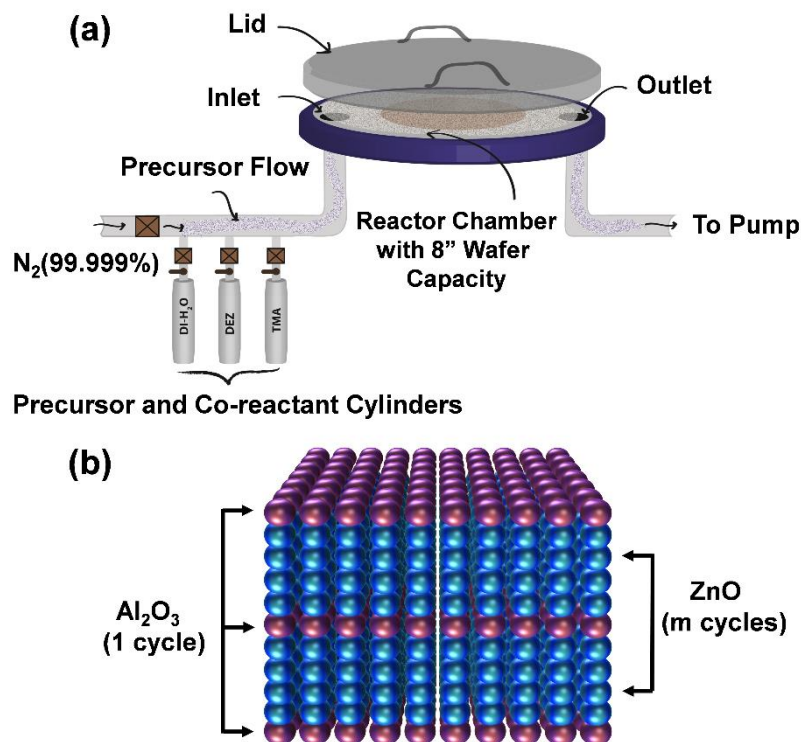 (a)
Lid
Inlet
Outlet
Precursor Flow
Reactor Chamber
with 8” Wafer
Capacity
To Pump
N₂(99.999%)
DI-H₂O
DEZ
TMA
Precursor and Co-reactant Cylinders
(b)
Al₂O₃
(1 cycle)
ZnO
(m cycles)